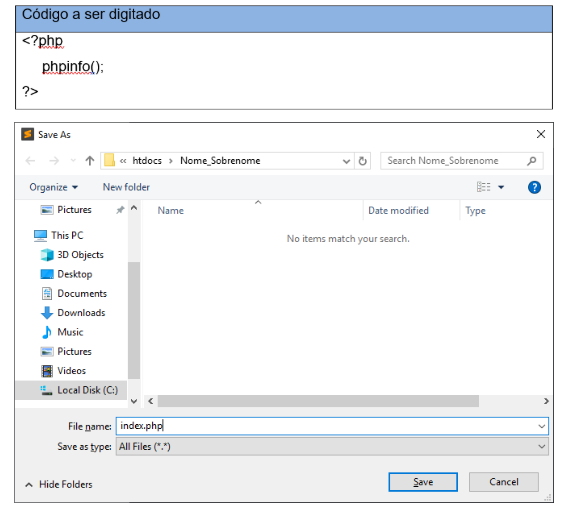 Código a ser digitado
<?php
phpinfo();
?>
Save As
« htdocs › Nome_Sobrenome
Search Nome_Sobrenome
Organize
New folder
Pictures
Name
Date modified
Type
This PC
No items match your search.
3D Objects
Desktop
Documents
Downloads
Music
Pictures
Videos
Local Disk (C:)
File name: index.php
Save as type: All Files (*.*)
Hide Folders
Save
Cancel